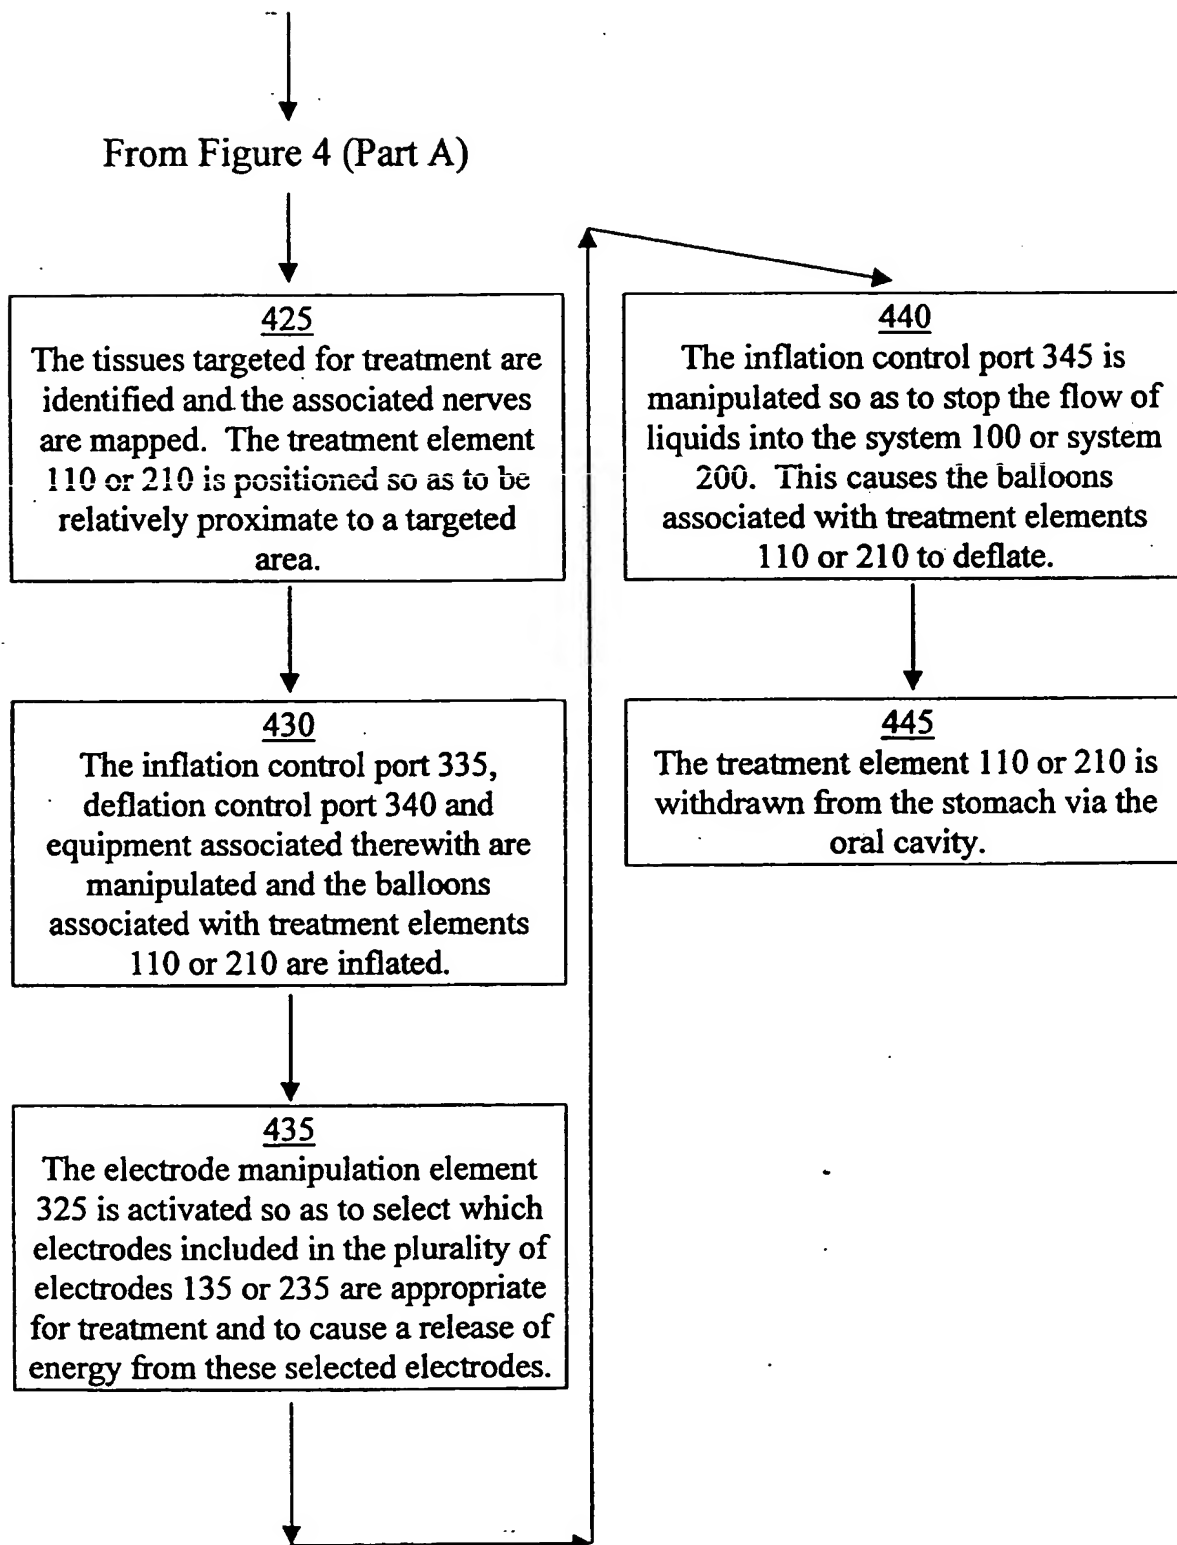 From Figure 4 (Part A)
425
The tissues targeted for treatment are
identified and the associated nerves
are mapped. The treatment element
110 or 210 is positioned so as to be
relatively proximate to a targeted
area.
430
The inflation control port 335,
deflation control port 340 and
equipment associated therewith are
manipulated and the balloons
associated with treatment elements
110 or 210 are inflated.
435
The electrode manipulation element
325 is activated so as to select which
electrodes included in the plurality of
electrodes 135 or 235 are appropriate
for treatment and to cause a release of
energy from these selected electrodes.
440
The inflation control port 345 is
manipulated so as to stop the flow of
liquids into the system 100 or system
200. This causes the balloons
associated with treatment elements
110 or 210 to deflate.
445
The treatment element 110 or 210 is
withdrawn from the stomach via the
oral cavity.